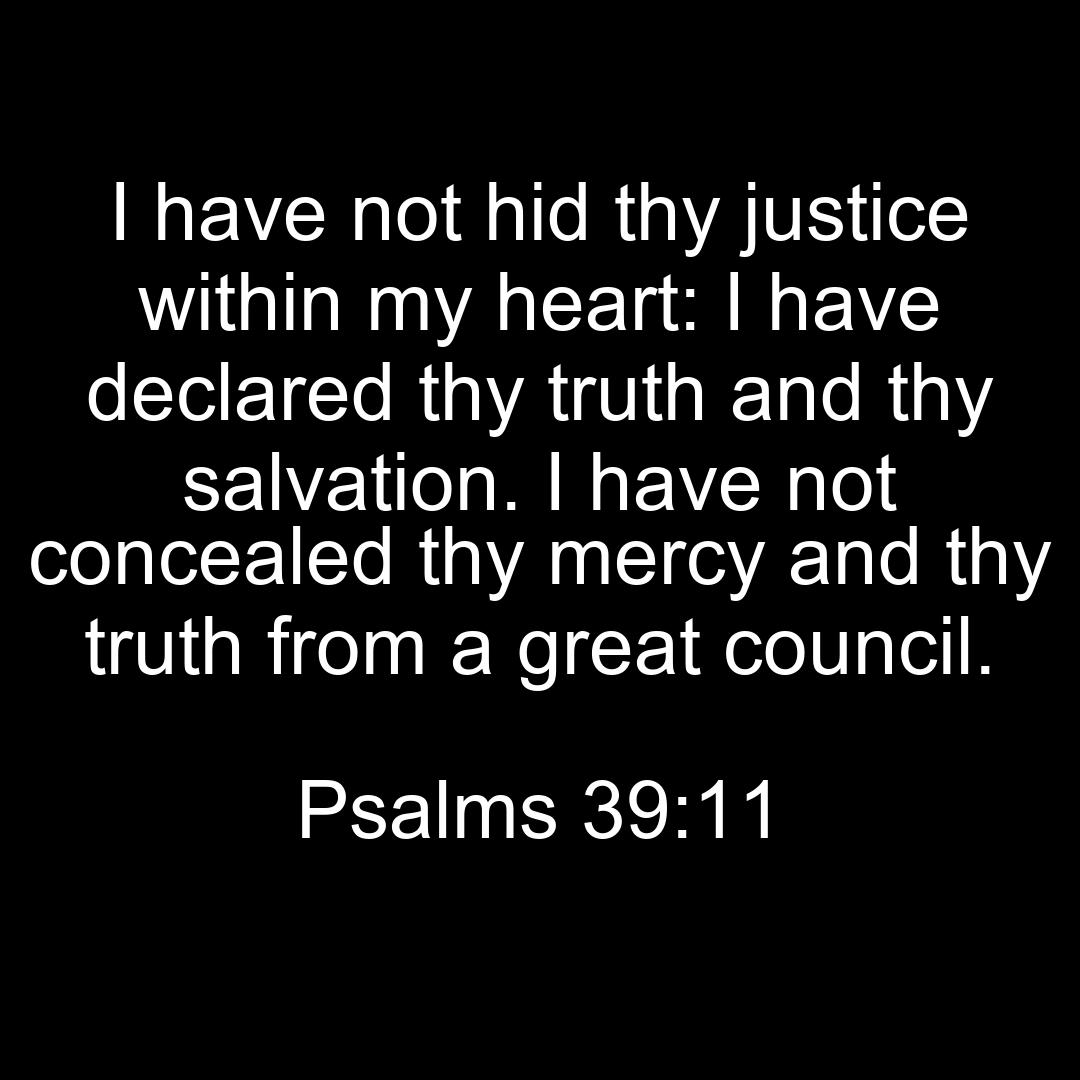 I have not hid thy justice
within my heart: I have
declared thy truth and thy
salvation. I have not
concealed thy mercy and thy
truth from a great council.
Psalms 39:11